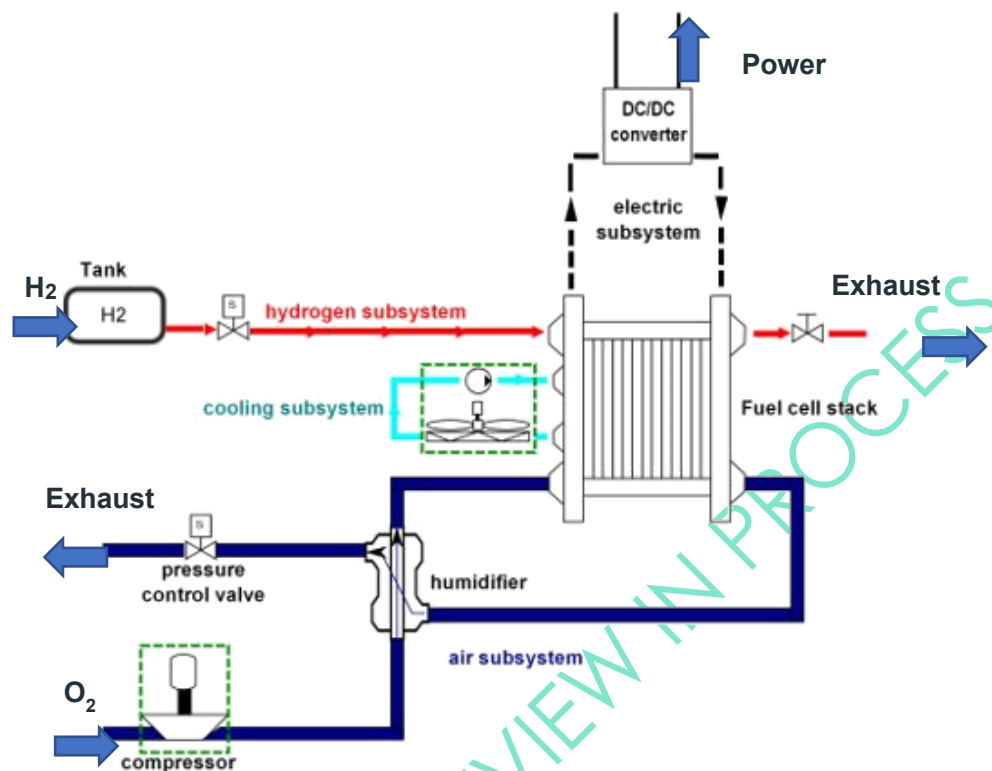 Power
DC/DC
converter
electric
subsystem
Tank
H2
H2
S
hydrogen subsystem
Exhaust
cooling subsystem
Fuel cell stack
Exhaust
S
pressure
control valve
humidifier
air subsystem
O2
compressor
VIEW IN PROCESS